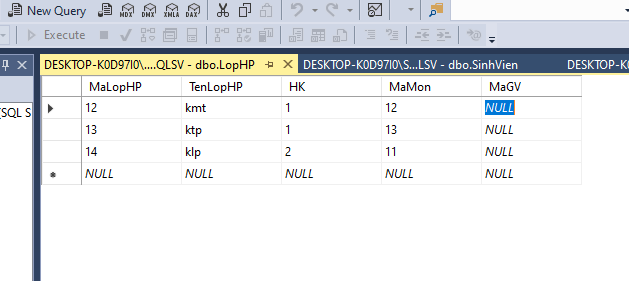 New Query MDX DMX XMLA DAX
Execute
DESKTOP-K0D97I0\....QLSV - dbo.LopHP DESKTOP-K0D97I0\S...LSV - dbo.SinhVien DESKTOP-K0
(SQL S
MaLopHP TenLopHP HK MaMon MaGV
12 kmt 1 12 NULL
13 ktp 1 13 NULL
14 klp 2 11 NULL
NULL NULL NULL NULL NULL